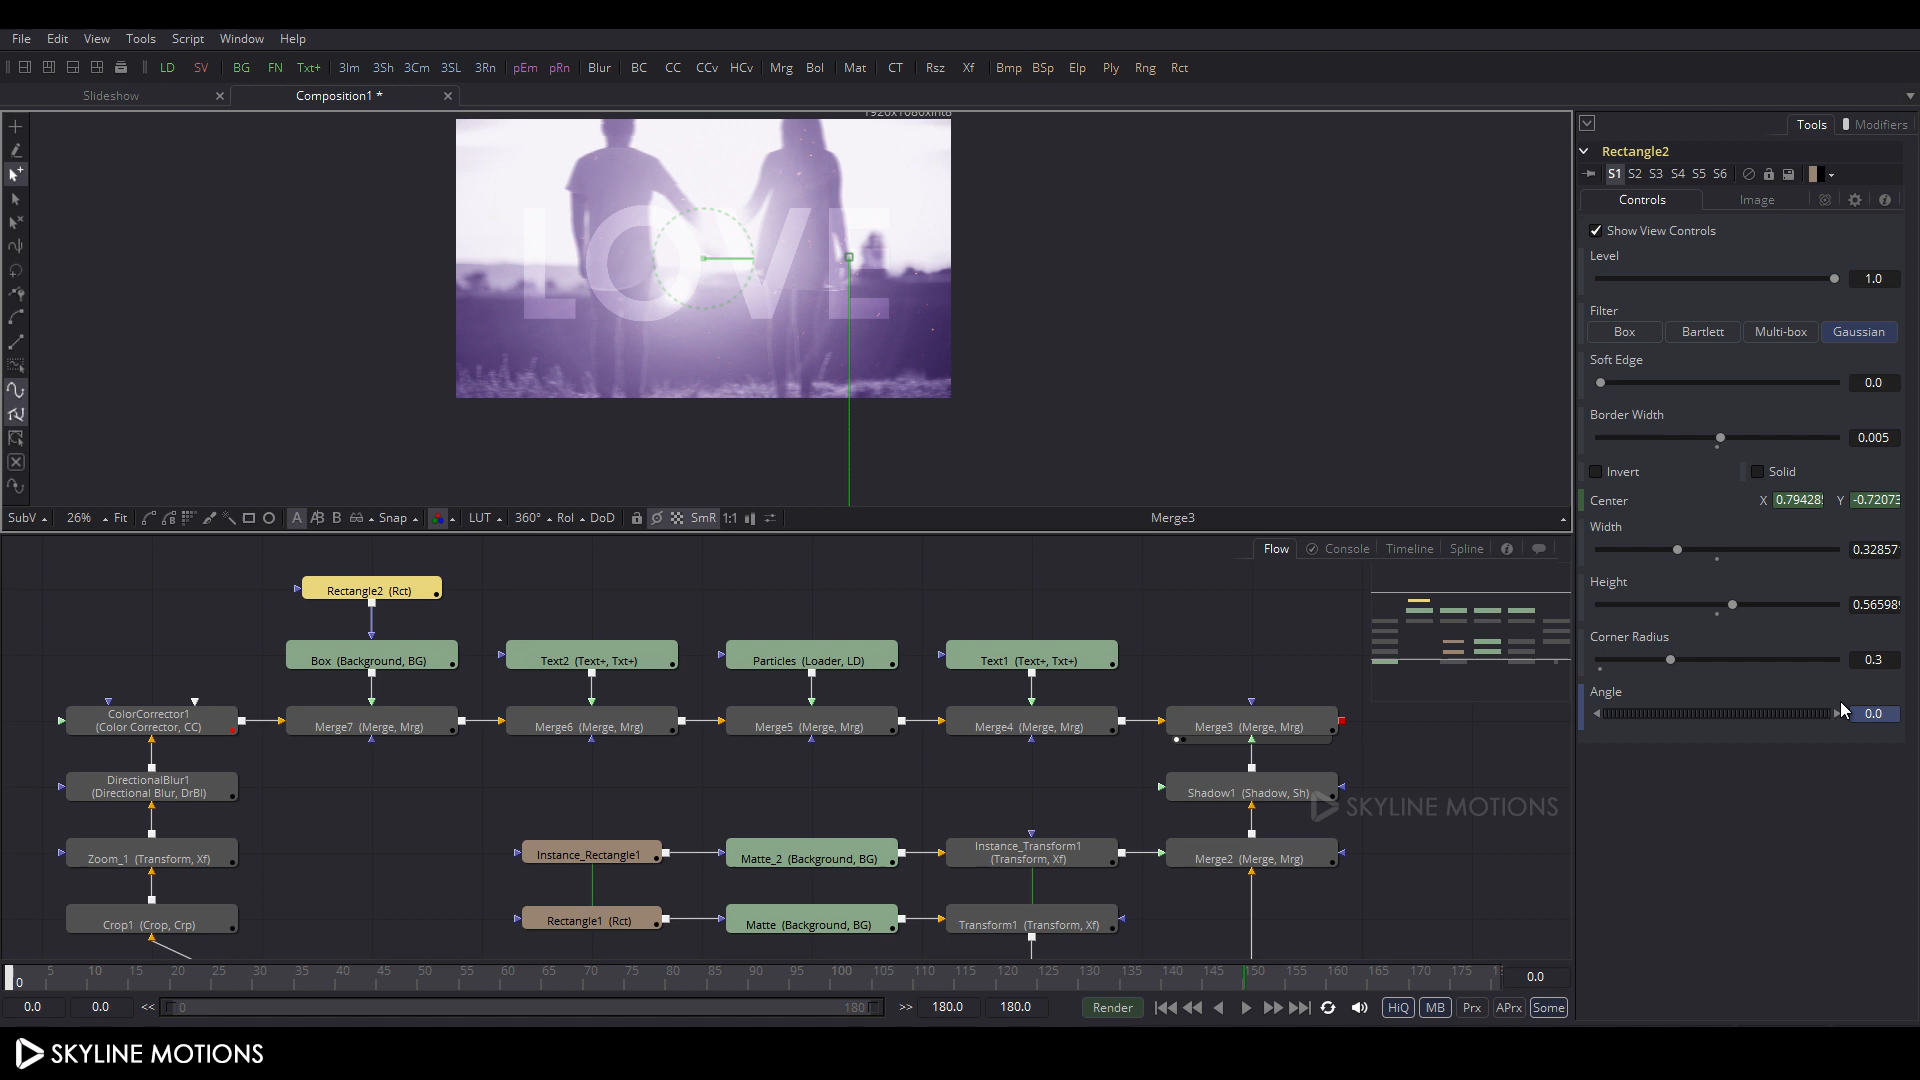 File Edit View Tools Script Window Help
LD SV BG FN Txt+ 3Im 3Sh 3Cm 3SL 3Rn pEm pRn Blur BC CC CCv HCv Mrg Bol Mat CT Rsz Xf Bmp BSp Elp Ply Rng Rct
Slideshow Composition1 *
1920x1080xint8
Tools Modifiers
Rectangle2
S1 S2 S3 S4 S5 S6
Controls Image
Show View Controls
Level
1.0
Filter
Box Bartlett Multi-box Gaussian
Soft Edge
0.0
Border Width
0.005
Invert Solid
Center X 0.79428 Y -0.72073
Width
0.32857
Height
0.56598
Corner Radius
0.3
Angle
0.0
LOVE
SubV 26% Fit A B Snap LUT 360° Rol DoD SmR 1:1 Merge3
Flow Console Timeline Spline
Rectangle2 (Rct)
Box (Background, BG) Text2 (Text+, Txt+) Particles (Loader, LD) Text1 (Text+, Txt+)
ColorCorrector1
(Color Corrector, CC) Merge7 (Merge, Mrg) Merge6 (Merge, Mrg) Merge5 (Merge, Mrg) Merge4 (Merge, Mrg) Merge3 (Merge, Mrg)
DirectionalBlur1
(Directional Blur, DrBl) Shadow1 (Shadow, Sh)
SKYLINE MOTIONS
Zoom_1 (Transform, Xf) Instance_Rectangle1 Matte_2 (Background, BG) Instance_Transform1
(Transform, Xf) Merge2 (Merge, Mrg)
Crop1 (Crop, Crp) Rectangle1 (Rct) Matte (Background, BG) Transform1 (Transform, Xf)
0 5 10 15 20 25 30 35 40 45 50 55 60 65 70 75 80 85 90 95 100 105 110 115 120 125 130 135 140 145 150 155 160 165 170 175 0.0
0.0 0.0 << 0 180 >> 180.0 180.0 Render HiQ MB Prx APrx Some
SKYLINE MOTIONS